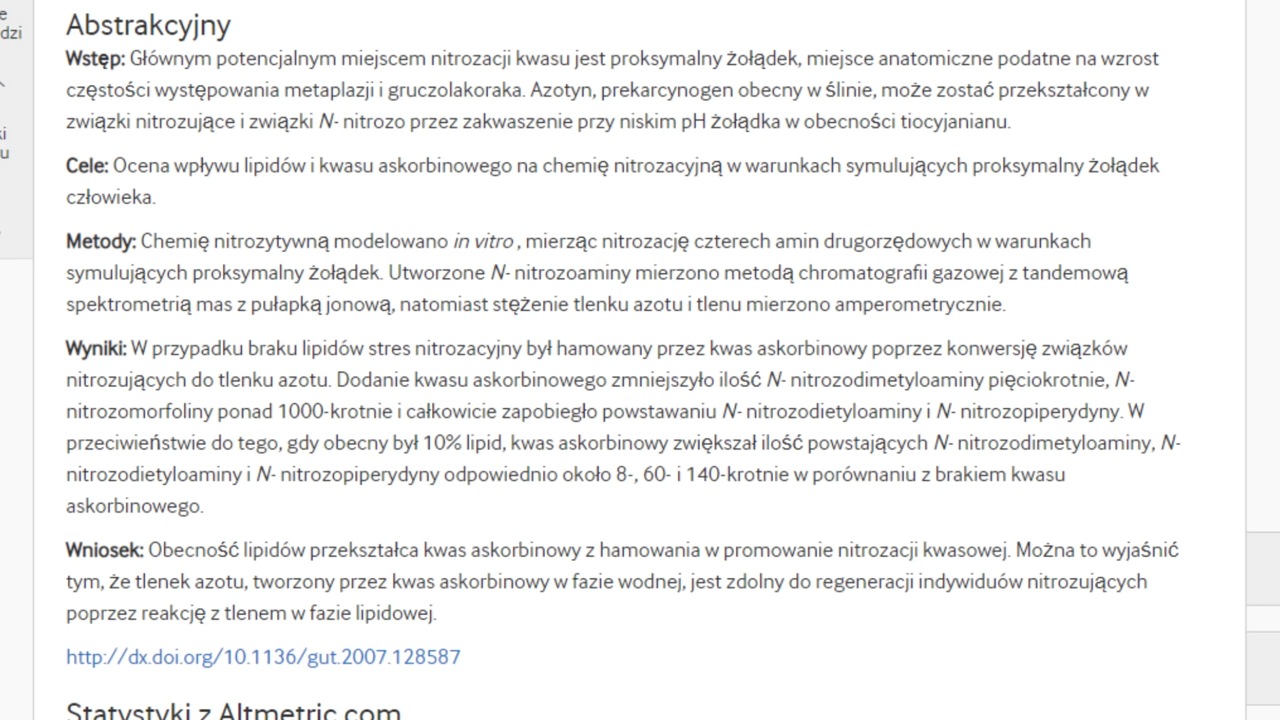 e
dzi
ki
u
Abstrakcyjny
Wstęp: Głównym potencjalnym miejscem nitrozacji kwasu jest proksymalny żołądek, miejsce anatomiczne podatne na wzrost
częstości występowania metaplazji i gruczolakoraka. Azotyn, prekarcynogen obecny w ślinie, może zostać przekształcony w
związki nitrozujące i związki N- nitrozo przez zakwaszenie przy niskim pH żołądka w obecności tiocyjanianu.
Cele: Ocena wpływu lipidów i kwasu askorbinowego na chemię nitrozacyjną w warunkach symulujących proksymalny żołądek
człowieka.
Metody: Chemię nitrozytywną modelowano in vitro , mierząc nitrozację czterech amin drugorzędowych w warunkach
symulujących proksymalny żołądek. Utworzone N- nitrozoaminy mierzono metodą chromatografii gazowej z tandemową
spektrometrią mas z pułapką jonową, natomiast stężenie tlenku azotu i tlenu mierzono amperometrycznie.
Wyniki: W przypadku braku lipidów stres nitrozacyjny był hamowany przez kwas askorbinowy poprzez konwersję związków
nitrozujących do tlenku azotu. Dodanie kwasu askorbinowego zmniejszyło ilość N- nitrozodimetyloaminy pięciokrotnie, N-
nitrozomorfoliny ponad 1000-krotnie i całkowicie zapobiegło powstawaniu N- nitrozodietyloaminy i N- nitrozopiperydyny. W
przeciwieństwie do tego, gdy obecny był 10% lipid, kwas askorbinowy zwiększał ilość powstających N- nitrozodimetyloaminy, N-
nitrozodietyloaminy i N- nitrozopiperydyny odpowiednio około 8-, 60- i 140-krotnie w porównaniu z brakiem kwasu
askorbinowego.
Wniosek: Obecność lipidów przekształca kwas askorbinowy z hamowania w promowanie nitrozacji kwasowej. Można to wyjaśnić
tym, że tlenek azotu, tworzony przez kwas askorbinowy w fazie wodnej, jest zdolny do regeneracji indywiduów nitrozujących
poprzez reakcję z tlenem w fazie lipidowej.
http://dx.doi.org/10.1136/gut.2007.128587
Statystyki z Altmetric.com